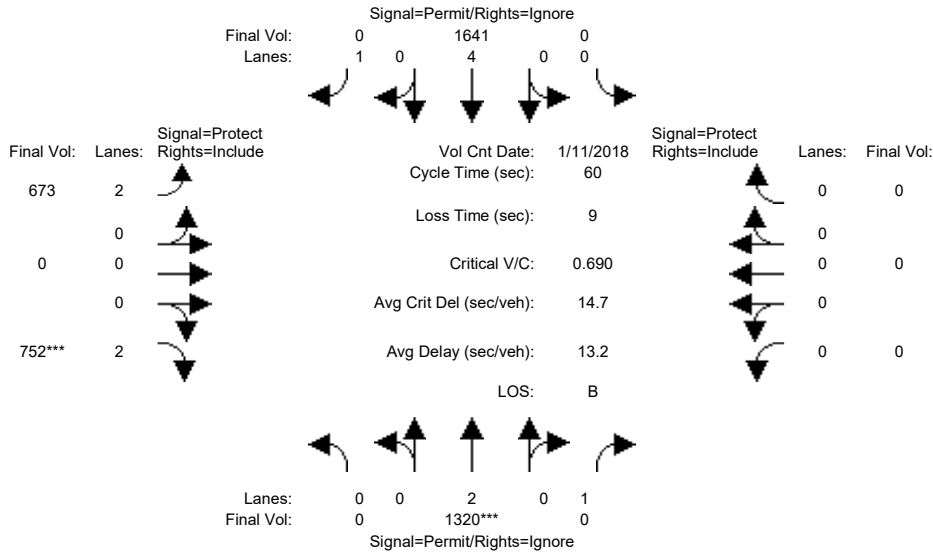 Signal=Permit/Rights=Ignore
Final Vol: 0 1641 0
Lanes: 1 0 4 0 0
Signal=Protect
Final Vol: Lanes: Rights=Include
Vol Cnt Date: 1/11/2018
Signal=Protect
Rights=Include Lanes: Final Vol:
Cycle Time (sec): 60
673 2
0 0
Loss Time (sec): 9
0
0
0 0
Critical V/C: 0.690
0 0
0
Avg Crit Del (sec/veh): 14.7
0
752*** 2
Avg Delay (sec/veh): 13.2
0 0
LOS: B
Lanes: 0 0 2 0 1
Final Vol: 0 1320*** 0
Signal=Permit/Rights=Ignore